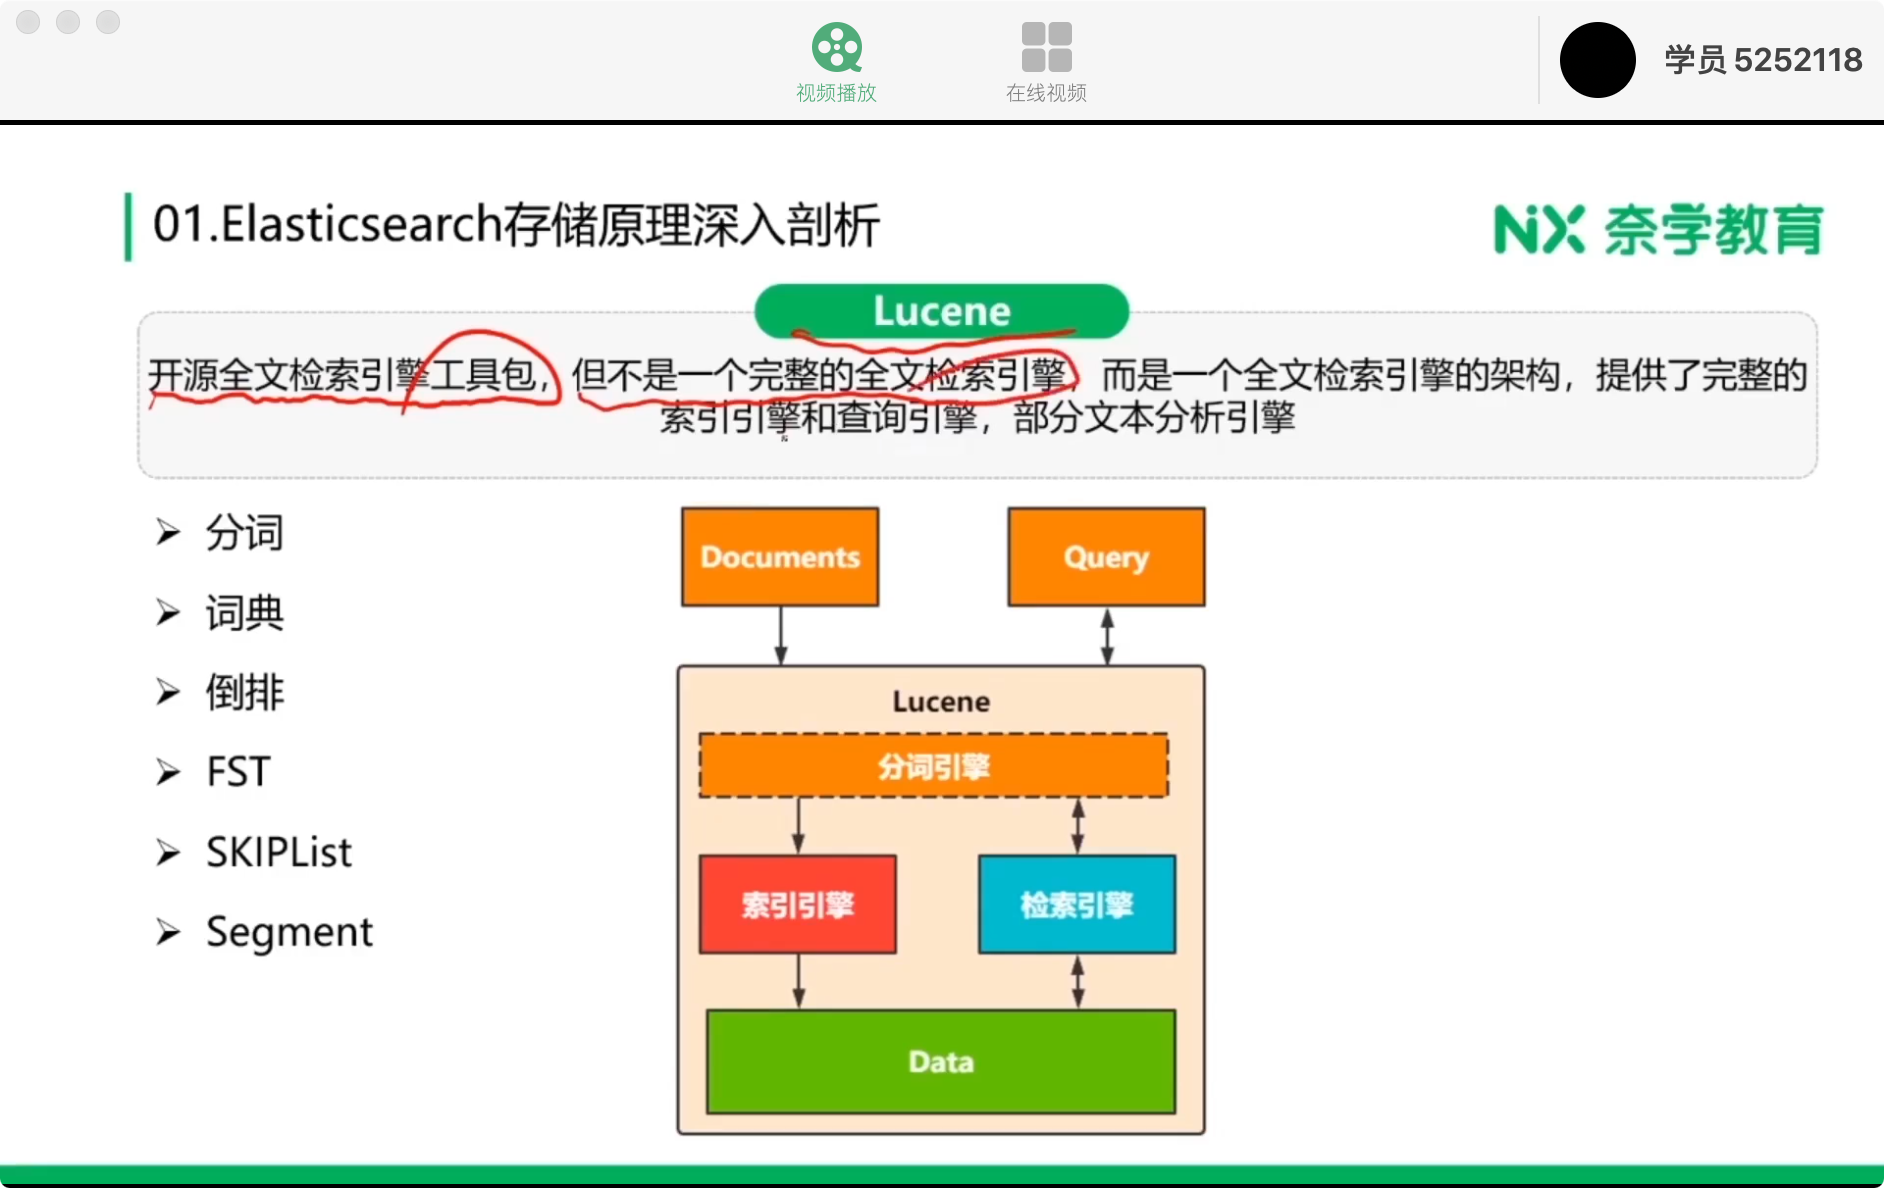 视频播放
在线视频
学员 5252118
01.Elasticsearch存储原理深入剖析
NiX 奈学教育
Lucene
开源全文检索引擎工具包，但不是一个完整的全文检索引擎，而是一个全文检索引擎的架构，提供了完整的
索引引擎和查询引擎，部分文本分析引擎
分词
词典
倒排
FST
SKIPList
Segment
Documents
Query
Lucene
分词引擎
索引引擎
检索引擎
Data